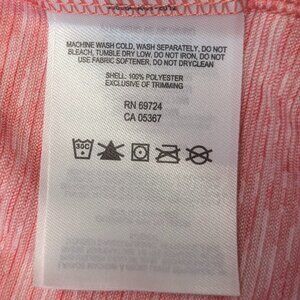 MACHINE WASH COLD, WASH SEPARATELY, DO NOT
BLEACH, TUMBLE DRY LOW. DO NOT IRON, DO NOT
USE FABRIC SOFTENER. DO NOT DRYCLEAN
SHELL: 100% POLYESTER
EXCLUSIVE OF TRIMMING
RN 69724
CA 05367
30C